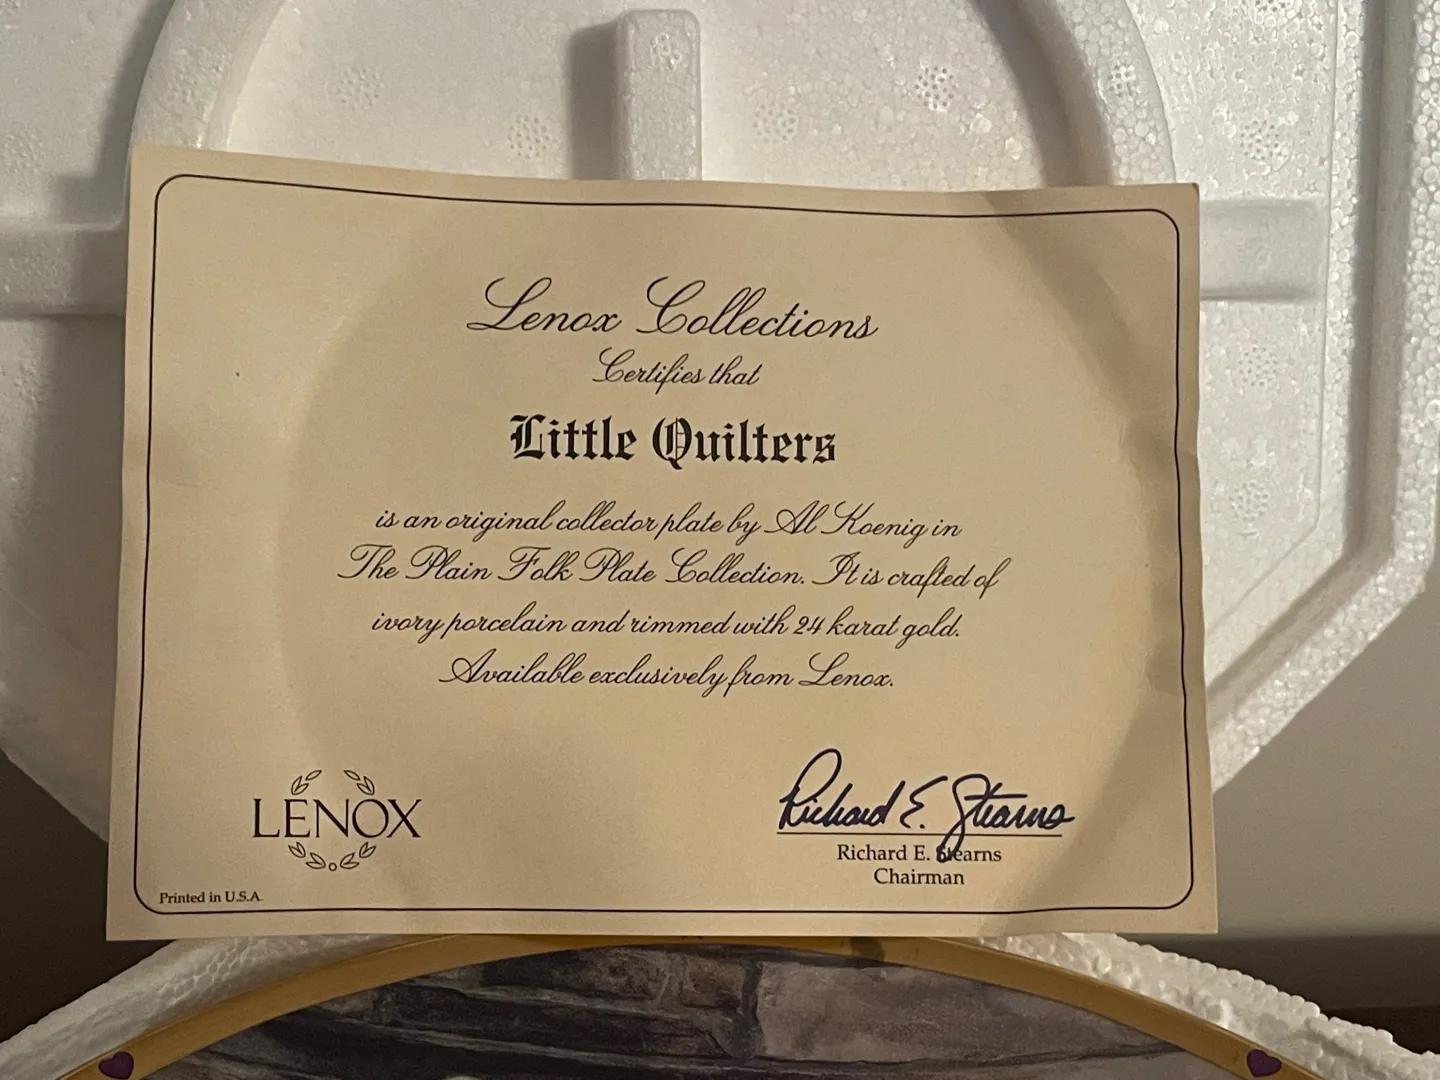 Lenox Collections
Certifies that
Little Quilters
is an original collector plate by Al Koenig in
The Plain Folk Plate Collection. It is crafted of
ivory porcelain and rimmed with 24 karat gold.
Available exclusively from Lenox.
LENOX
Richard E. Stearns
Richard E. Stearns
Chairman
Printed in U.S.A.